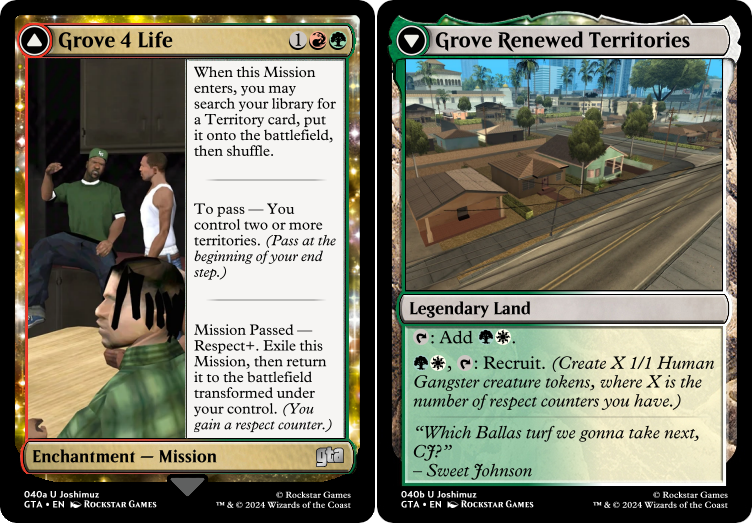 Grove 4 Life
1
When this Mission
enters, you may
search your library for
a Territory card, put
it onto the battlefield,
then shuffle.
To pass — You
control two or more
territories. (Pass at the
beginning of your end
step.)
Mission Passed —
Respect+. Exile this
Mission, then return
it to the battlefield
transformed under
your control. (You
gain a respect counter.)
Enchantment — Mission
gta
040a U Joshimuz
GTA • EN Rockstar Games
© Rockstar Games
™ & © 2024 Wizards of the Coast
Grove Renewed Territories
Legendary Land
: Add .
, : Recruit. (Create X 1/1 Human
Gangster creature tokens, where X is the
number of respect counters you have.)
“Which Ballas turf we gonna take next,
CJ?”
– Sweet Johnson
040b U Joshimuz
GTA • EN Rockstar Games
© Rockstar Games
™ & © 2024 Wizards of the Coast